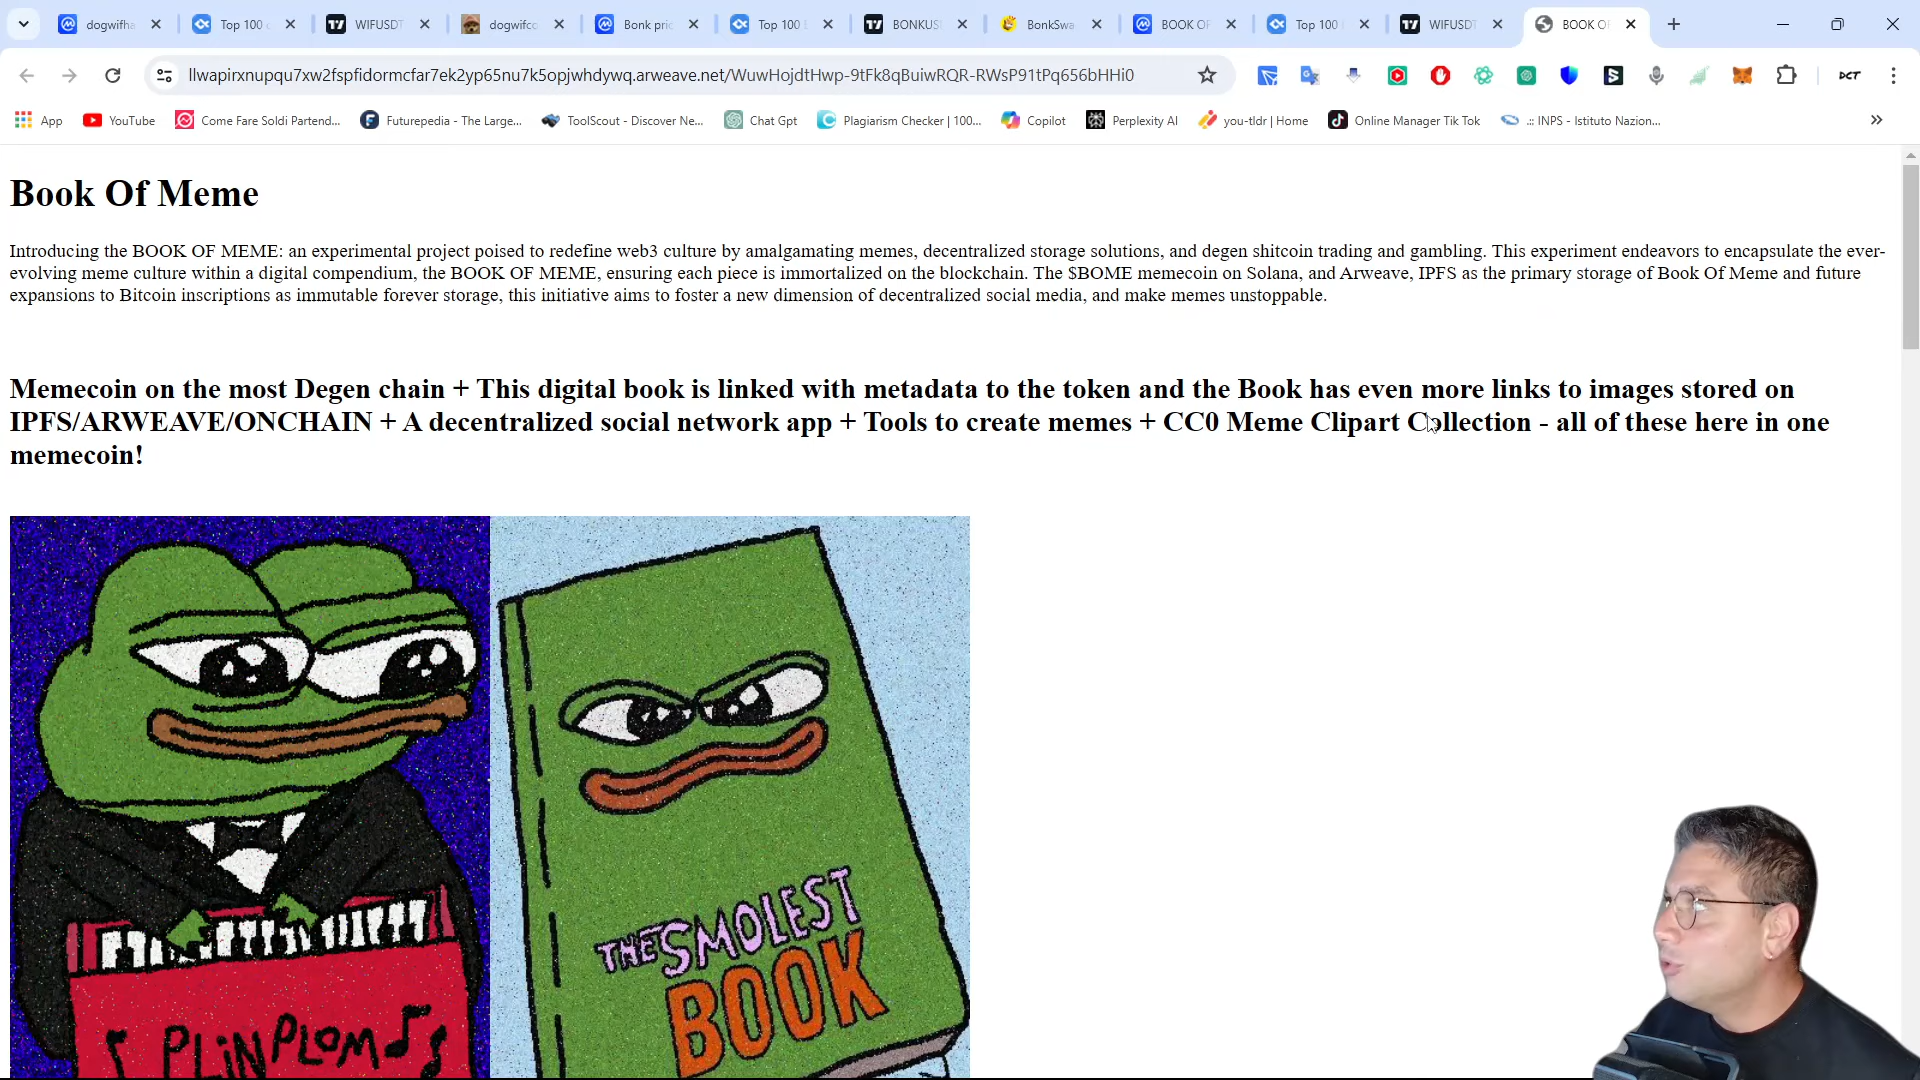 dogwifha
Top 100
WIFUSDT
dogwifco
Bonk pric
Top 100
BONKUS
BonkSwa
BOOK OF
Top 100
WIFUSDT
BOOK OF
llwapirxnupqu7xw2fspfidormcfar7ek2yp65nu7k5opjwhdywq.arweave.net/WuwHojdtHwp-9tFk8qBuiwRQR-RWsP91tPq656bHHi0
App
YouTube
Come Fare Soldi Partend...
Futurepedia - The Large...
ToolScout - Discover Ne...
Chat Gpt
Plagiarism Checker | 100...
Copilot
Perplexity AI
you-tldr | Home
Online Manager Tik Tok
.:: INPS - Istituto Nazion...
Book Of Meme
Introducing the BOOK OF MEME: an experimental project poised to redefine web3 culture by amalgamating memes, decentralized storage solutions, and degen shitcoin trading and gambling. This experiment endeavors to encapsulate the ever-
evolving meme culture within a digital compendium, the BOOK OF MEME, ensuring each piece is immortalized on the blockchain. The $BOME memecoin on Solana, and Arweave, IPFS as the primary storage of Book Of Meme and future
expansions to Bitcoin inscriptions as immutable forever storage, this initiative aims to foster a new dimension of decentralized social media, and make memes unstoppable.
Memecoin on the most Degen chain + This digital book is linked with metadata to the token and the Book has even more links to images stored on
IPFS/ARWEAVE/ONCHAIN + A decentralized social network app + Tools to create memes + CC0 Meme Clipart Collection - all of these here in one
memecoin!
THE SMOLEST
BOOK
PLiNPLOM